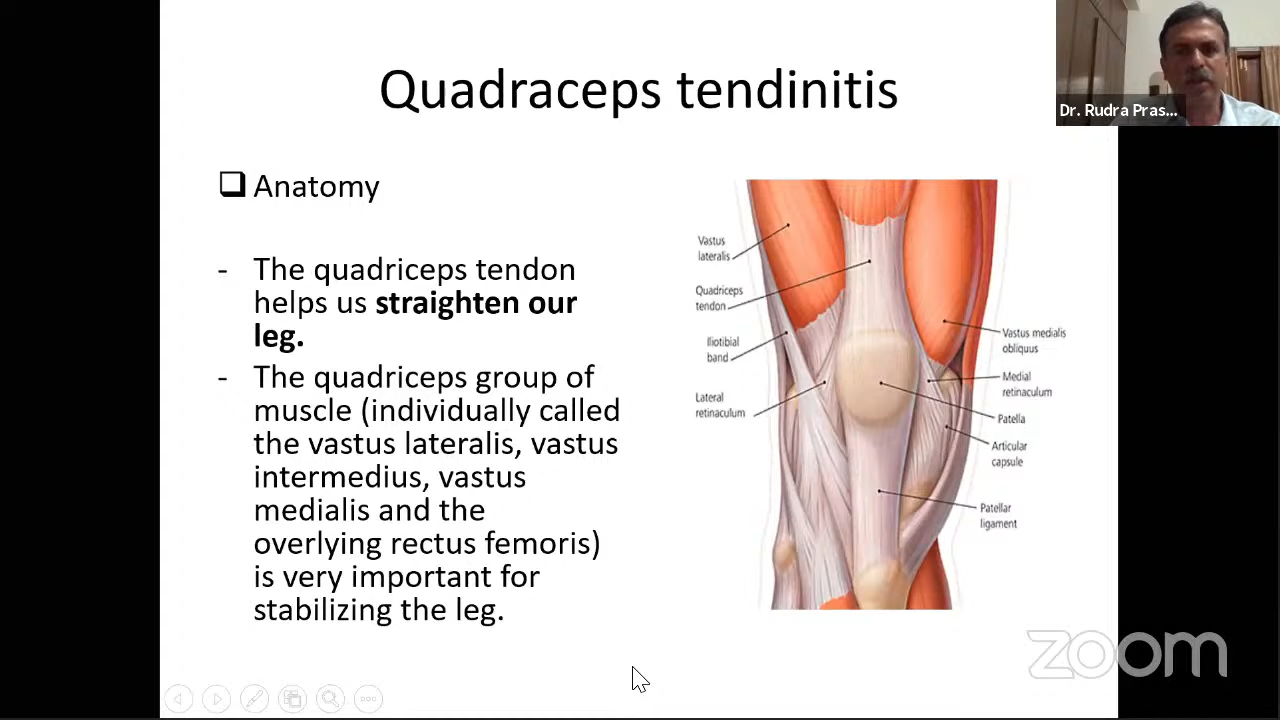 Quadraceps tendinitis
Dr. Rudra Pras...
Anatomy
- The quadriceps tendon
helps us straighten our
leg.
- The quadriceps group of
muscle (individually called
the vastus lateralis, vastus
intermedius, vastus
medialis and the
overlying rectus femoris)
is very important for
stabilizing the leg.
Vastus
lateralis
Quadriceps
tendon
Iliotibial
band
Lateral
retinaculum
Vastus medialis
obliquus
Medial
retinaculum
Patella
Articular
capsule
Patellar
ligament
zoom